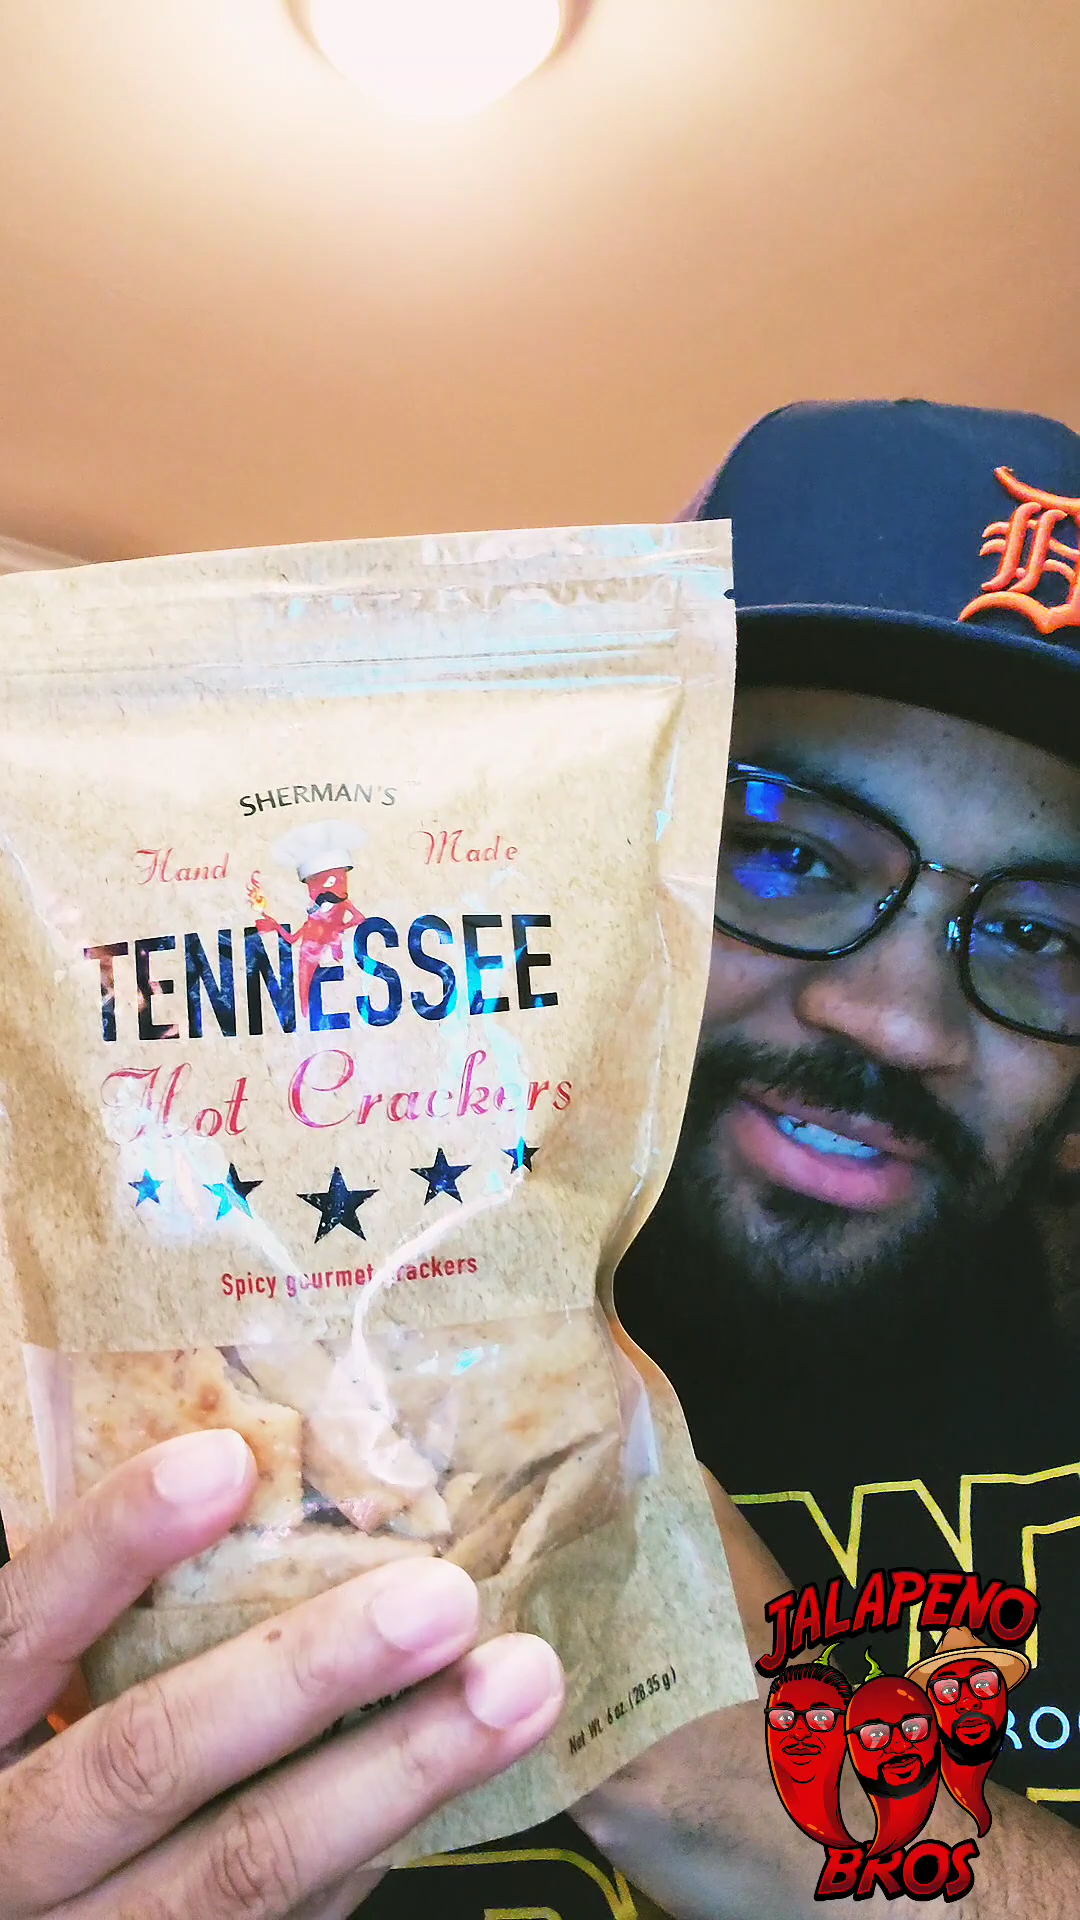 SHERMAN'S
Hand Made
TENNESSEE
Hot Crackers
Spicy gourmet crackers
Net Wt. 6 oz. (28.35 g)
D
JALAPENO
BROS